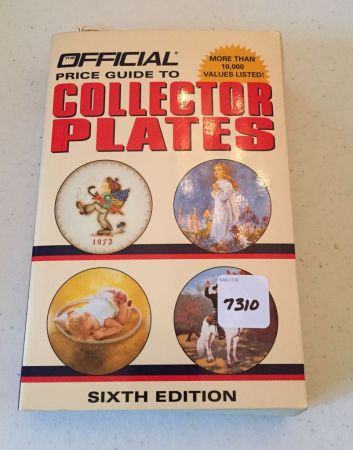 THE OFFICIAL®
PRICE GUIDE TO
MORE THAN
10,000
VALUES LISTED!
COLLECTOR
PLATES
1973
7310
SIXTH EDITION